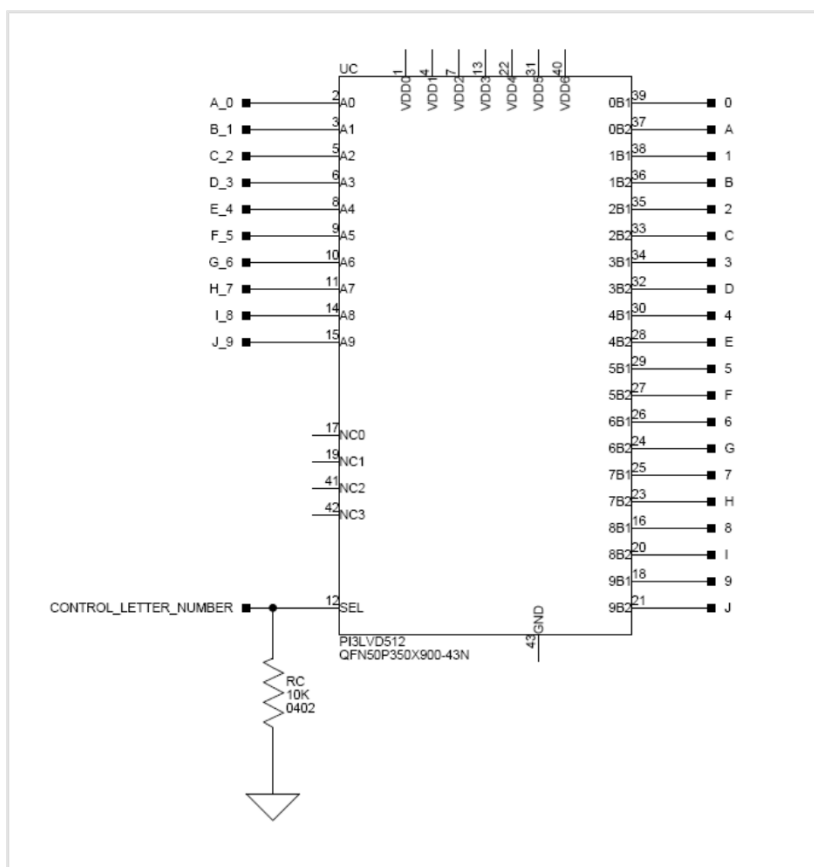 UC
1 4 7 13 22 31 40
VDD0 VDD1 VDD2 VDD3 VDD4 VDD5 VDD6
A_0 2 A0 0B1 39 0
B_1 3 A1 0B2 37 A
C_2 5 A2 1B1 38 1
D_3 6 A3 1B2 36 B
E_4 8 A4 2B1 35 2
F_5 9 A5 2B2 33 C
G_6 10 A6 3B1 34 3
H_7 11 A7 3B2 32 D
I_8 14 A8 4B1 30 4
J_9 15 A9 4B2 28 E
5B1 29 5
5B2 27 F
6B1 26 6
17 NC0 6B2 24 G
19 NC1 7B1 25 7
41 NC2 7B2 23 H
42 NC3 8B1 16 8
8B2 20 I
9B1 18 9
CONTROL_LETTER_NUMBER 12 SEL 9B2 21 J
43 GND
PI3LVD512
QFN50P350X900-43N
RC
10K
0402